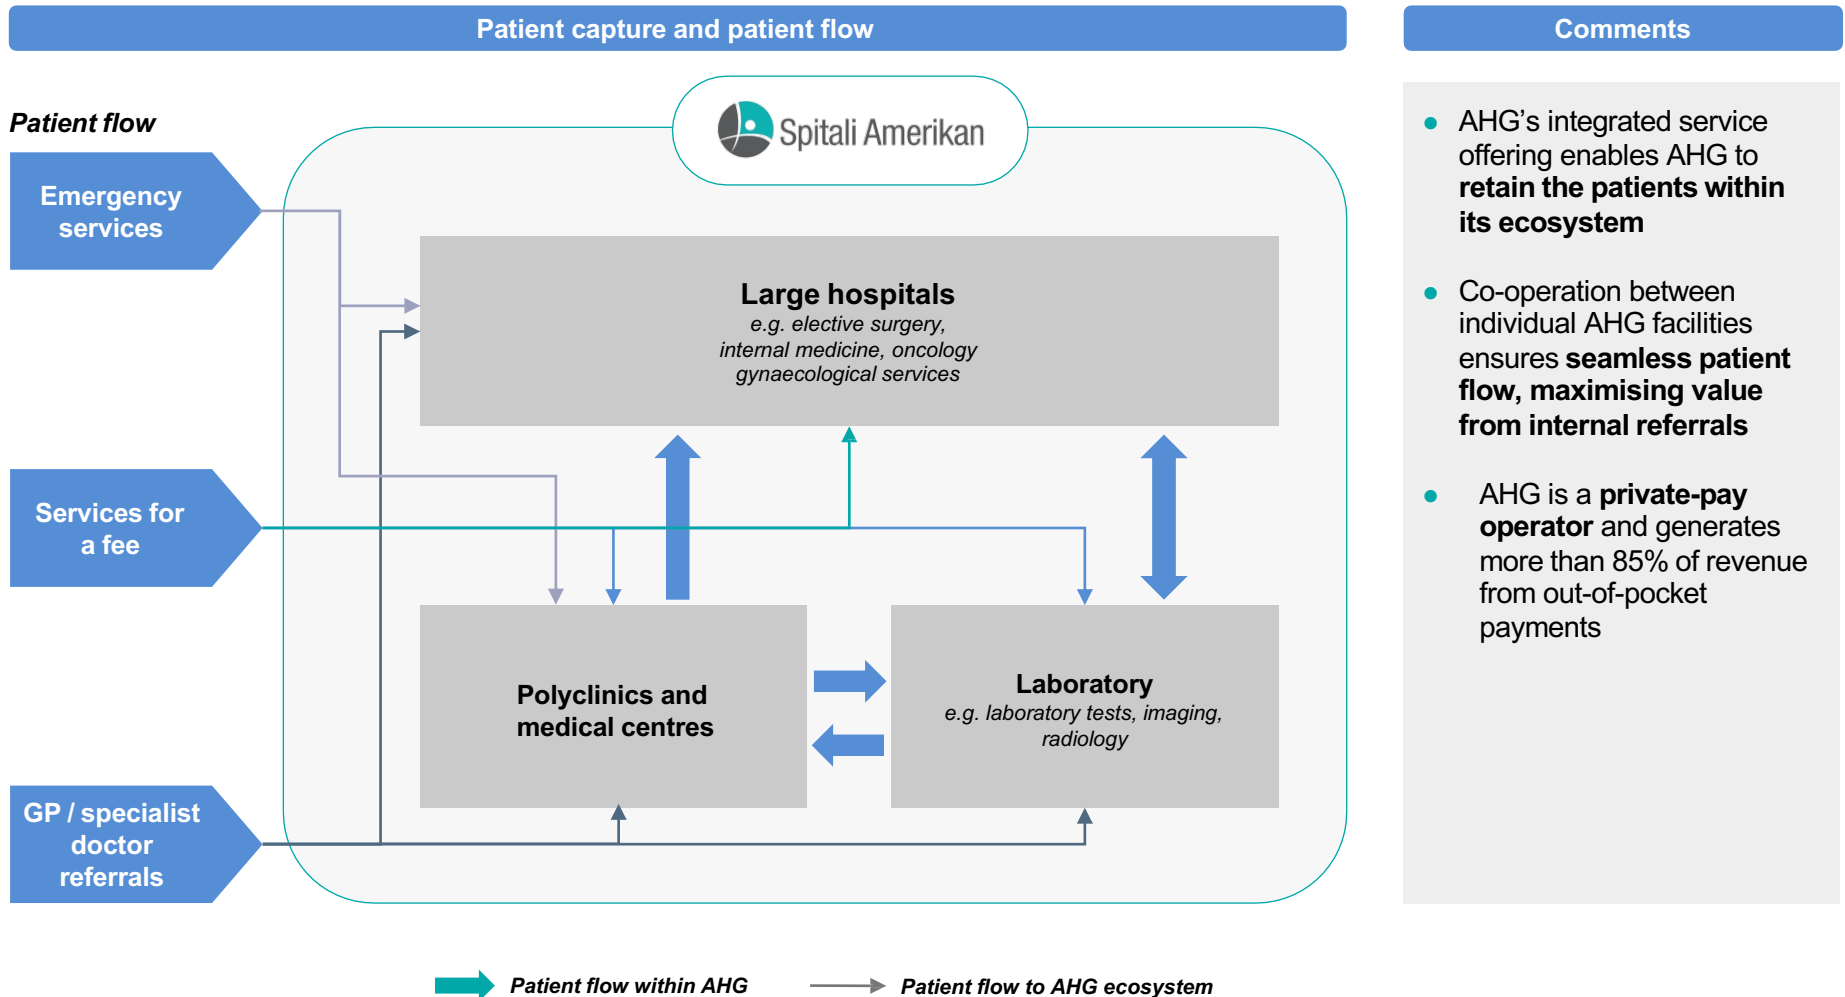 Patient capture and patient flow
Comments
Patient flow
Spitali Amerikan
Emergency
services
Services for
a fee
GP / specialist
doctor
referrals
Large hospitals
e.g. elective surgery,
internal medicine, oncology
gynaecological services
Polyclinics and
medical centres
Laboratory
e.g. laboratory tests, imaging,
radiology
Patient flow within AHG
Patient flow to AHG ecosystem
• AHG’s integrated service
offering enables AHG to
retain the patients within
its ecosystem
• Co-operation between
individual AHG facilities
ensures seamless patient
flow, maximising value
from internal referrals
• AHG is a private-pay
operator and generates
more than 85% of revenue
from out-of-pocket
payments